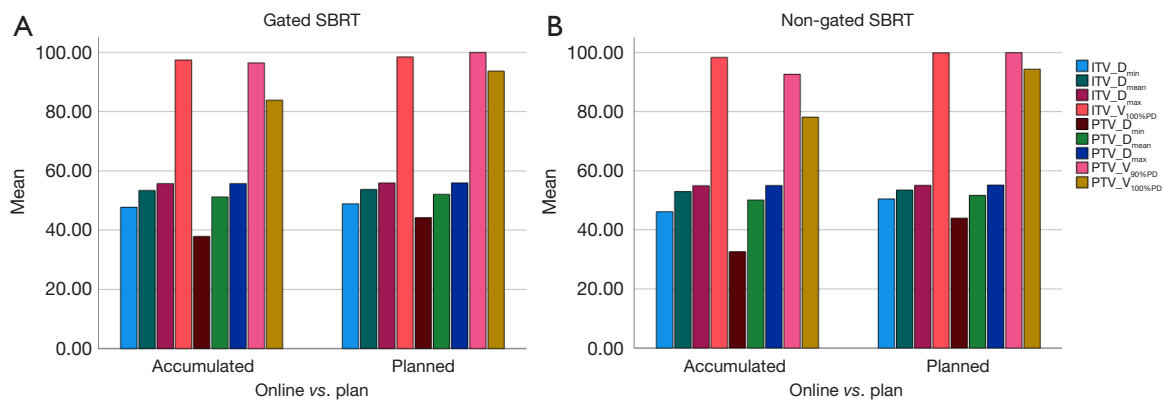 A
Gated SBRT
100.00
80.00
60.00
40.00
20.00
0.00
Mean
Accumulated
Planned
Online vs. plan
B
Non-gated SBRT
100.00
80.00
60.00
40.00
20.00
0.00
Mean
Accumulated
Planned
Online vs. plan
ITV_Dmin
ITV_Dmean
ITV_Dmax
ITV_V100%PD
PTV_Dmin
PTV_Dmean
PTV_Dmax
PTV_V90%PD
PTV_V100%PD